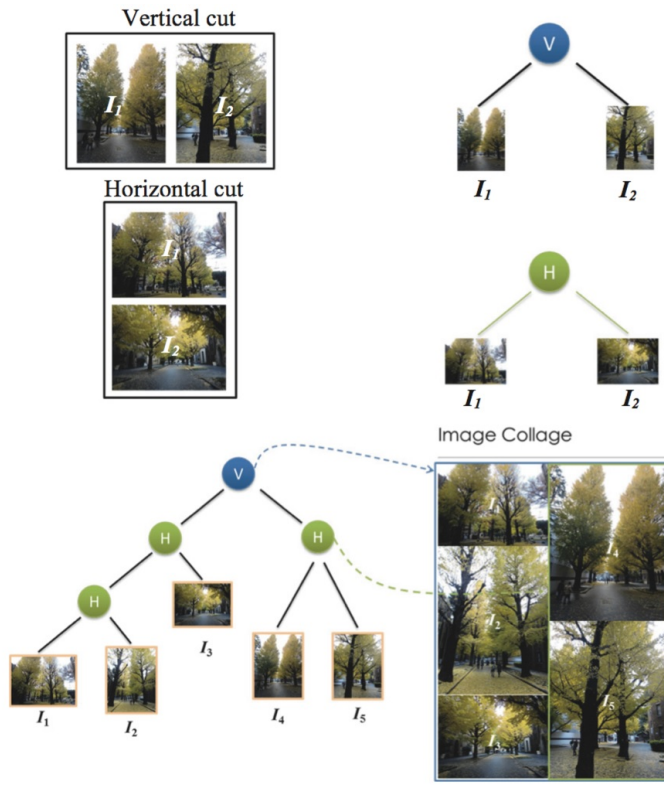 Vertical cut
I1 I2
V
I1 I2
Horizontal cut
I1
I2
H
I1 I2
Image Collage
V
H H
H
I3
I1 I2 I4 I5
I4
I2
I5